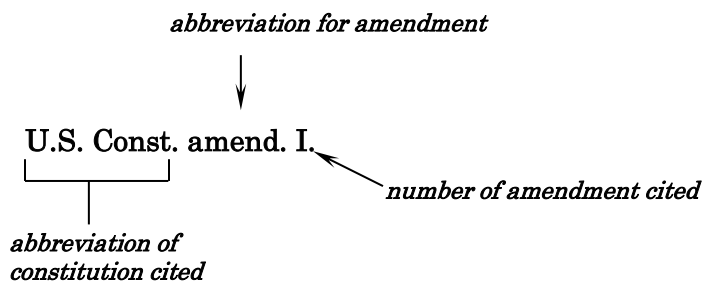 abbreviation for amendment
U.S. Const. amend. I.
number of amendment cited
abbreviation of
constitution cited